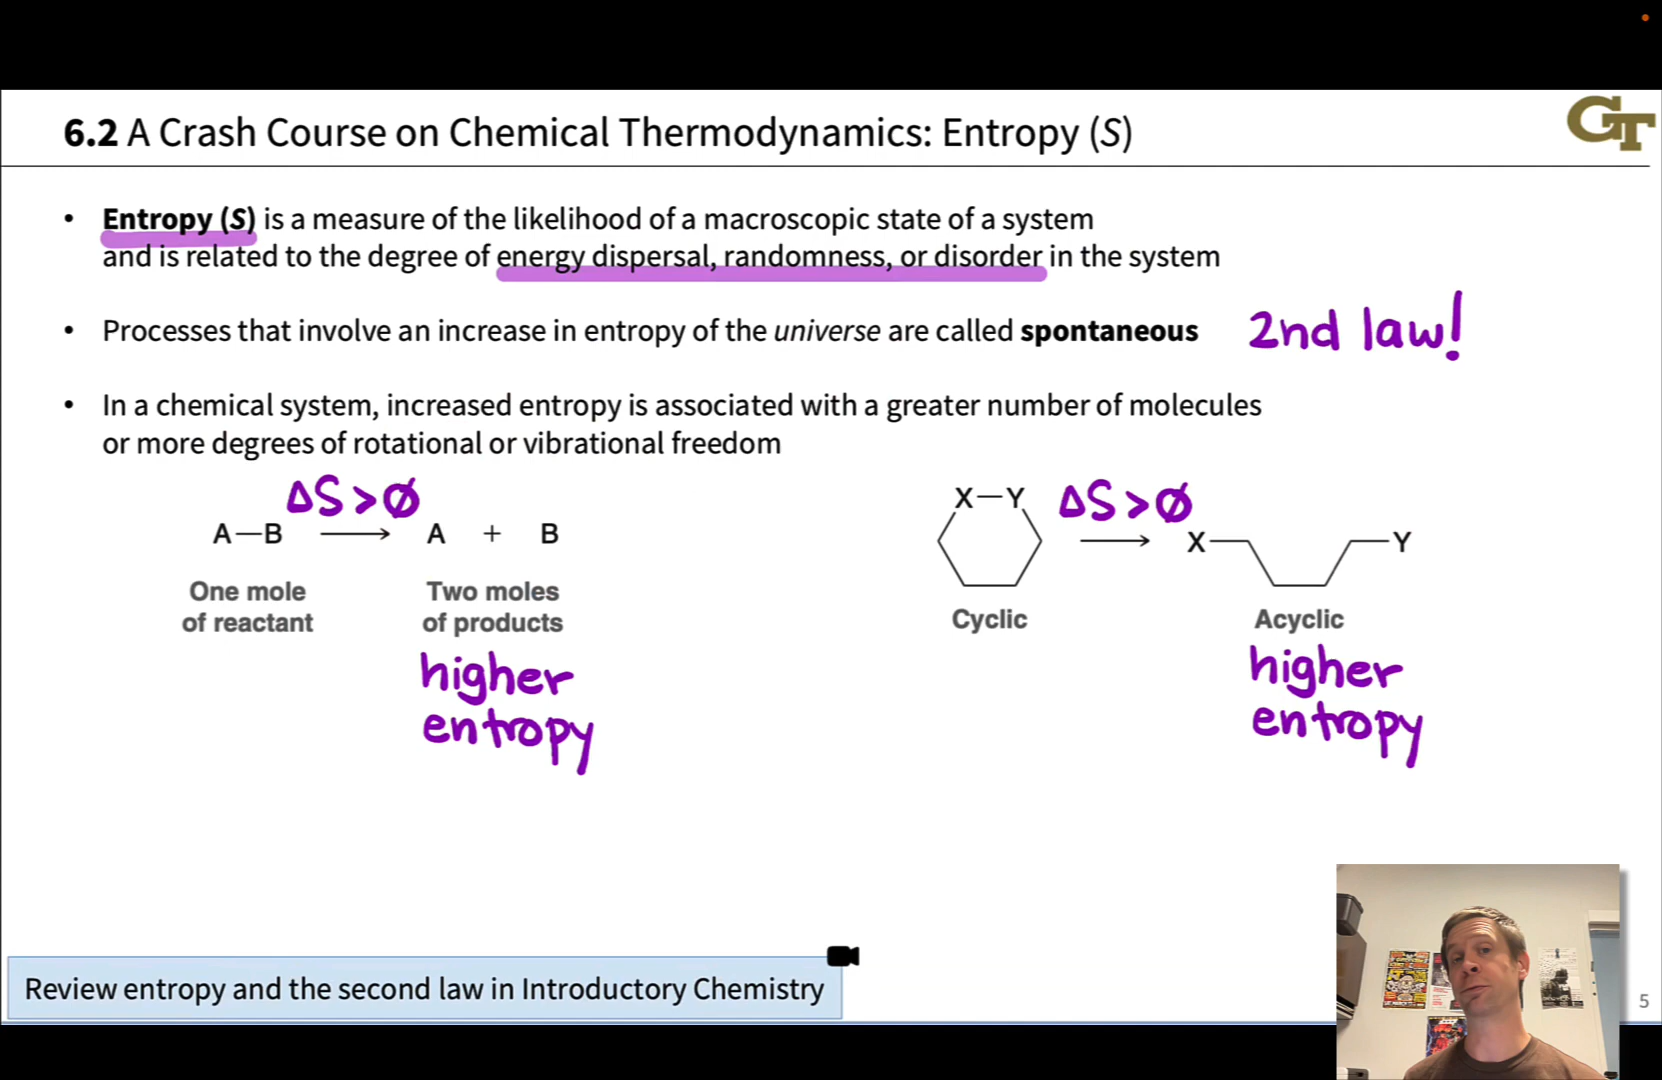 6.2 A Crash Course on Chemical Thermodynamics: Entropy (S)
GT
• Entropy (S) is a measure of the likelihood of a macroscopic state of a system
and is related to the degree of energy dispersal, randomness, or disorder in the system
• Processes that involve an increase in entropy of the universe are called spontaneous
2nd law!
• In a chemical system, increased entropy is associated with a greater number of molecules
or more degrees of rotational or vibrational freedom
ΔS > Ø
A—B ⟶ A + B
One mole
of reactant
Two moles
of products
higher
entropy
X—Y
ΔS > Ø
X
Y
Cyclic
Acyclic
higher
entropy
Review entropy and the second law in Introductory Chemistry
5